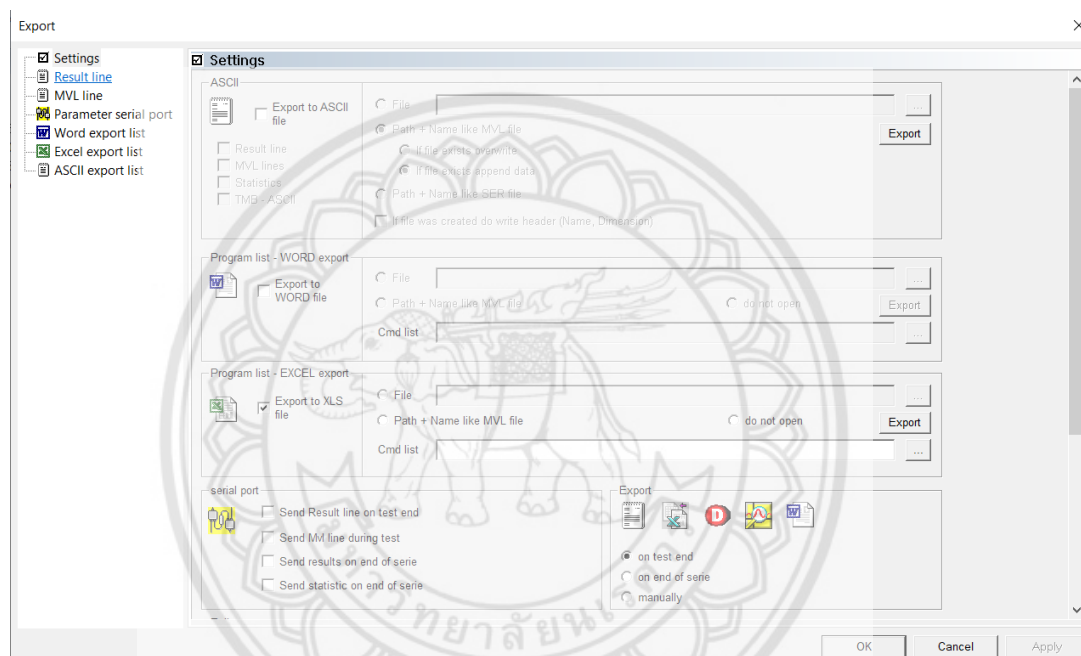 Export
Settings
Result line
MVL line
Parameter serial port
Word export list
Excel export list
ASCII export list
Settings
ASCII
Export to ASCII
file
Result line
MVL lines
Statistics
TMB - ASCII
File
...
Path + Name like MVL file
Export
If file exists overwrite
If file exists append data
Path + Name like SER file
If file was created do write header (Name, Dimension)
Program list - WORD export
Export to
WORD file
File
...
Path + Name like MVL file
do not open
Export
Cmd list
...
Program list - EXCEL export
Export to XLS
file
File
...
Path + Name like MVL file
do not open
Export
Cmd list
...
serial port
Send Result line on test end
Send MM line during test
Send results on end of serie
Send statistic on end of serie
Export
on test end
on end of serie
manually
OK
Cancel
Apply